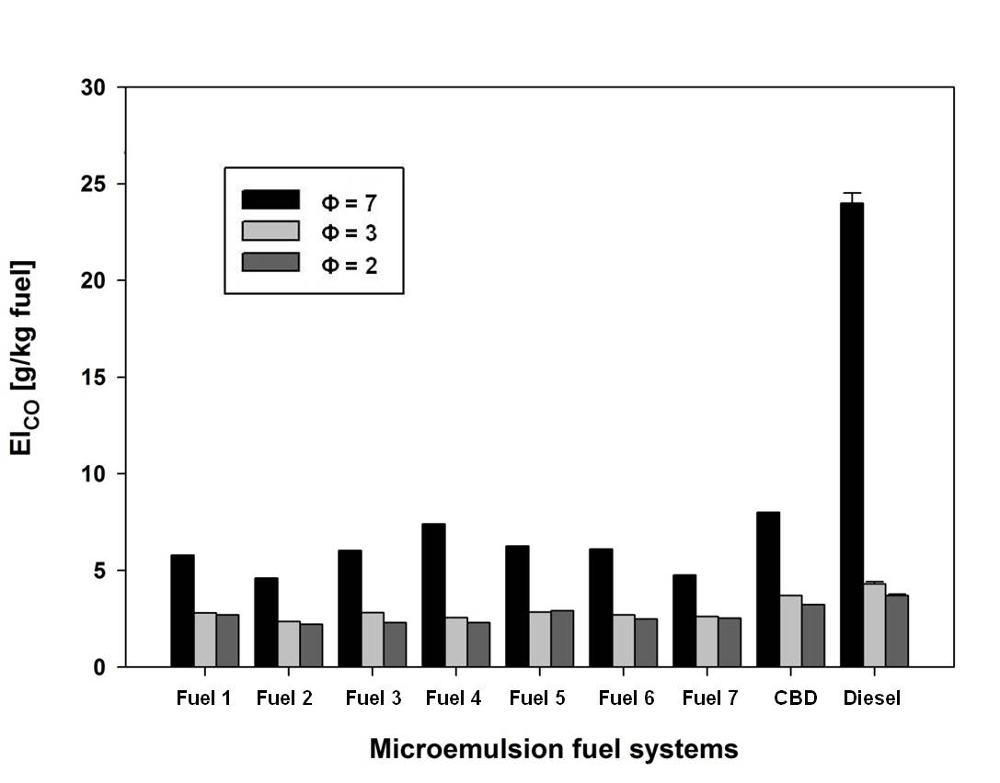 30
25
20
15
10
5
0
EI_CO [g/kg fuel]
Φ = 7
Φ = 3
Φ = 2
Fuel 1 Fuel 2 Fuel 3 Fuel 4 Fuel 5 Fuel 6 Fuel 7 CBD Diesel
Microemulsion fuel systems